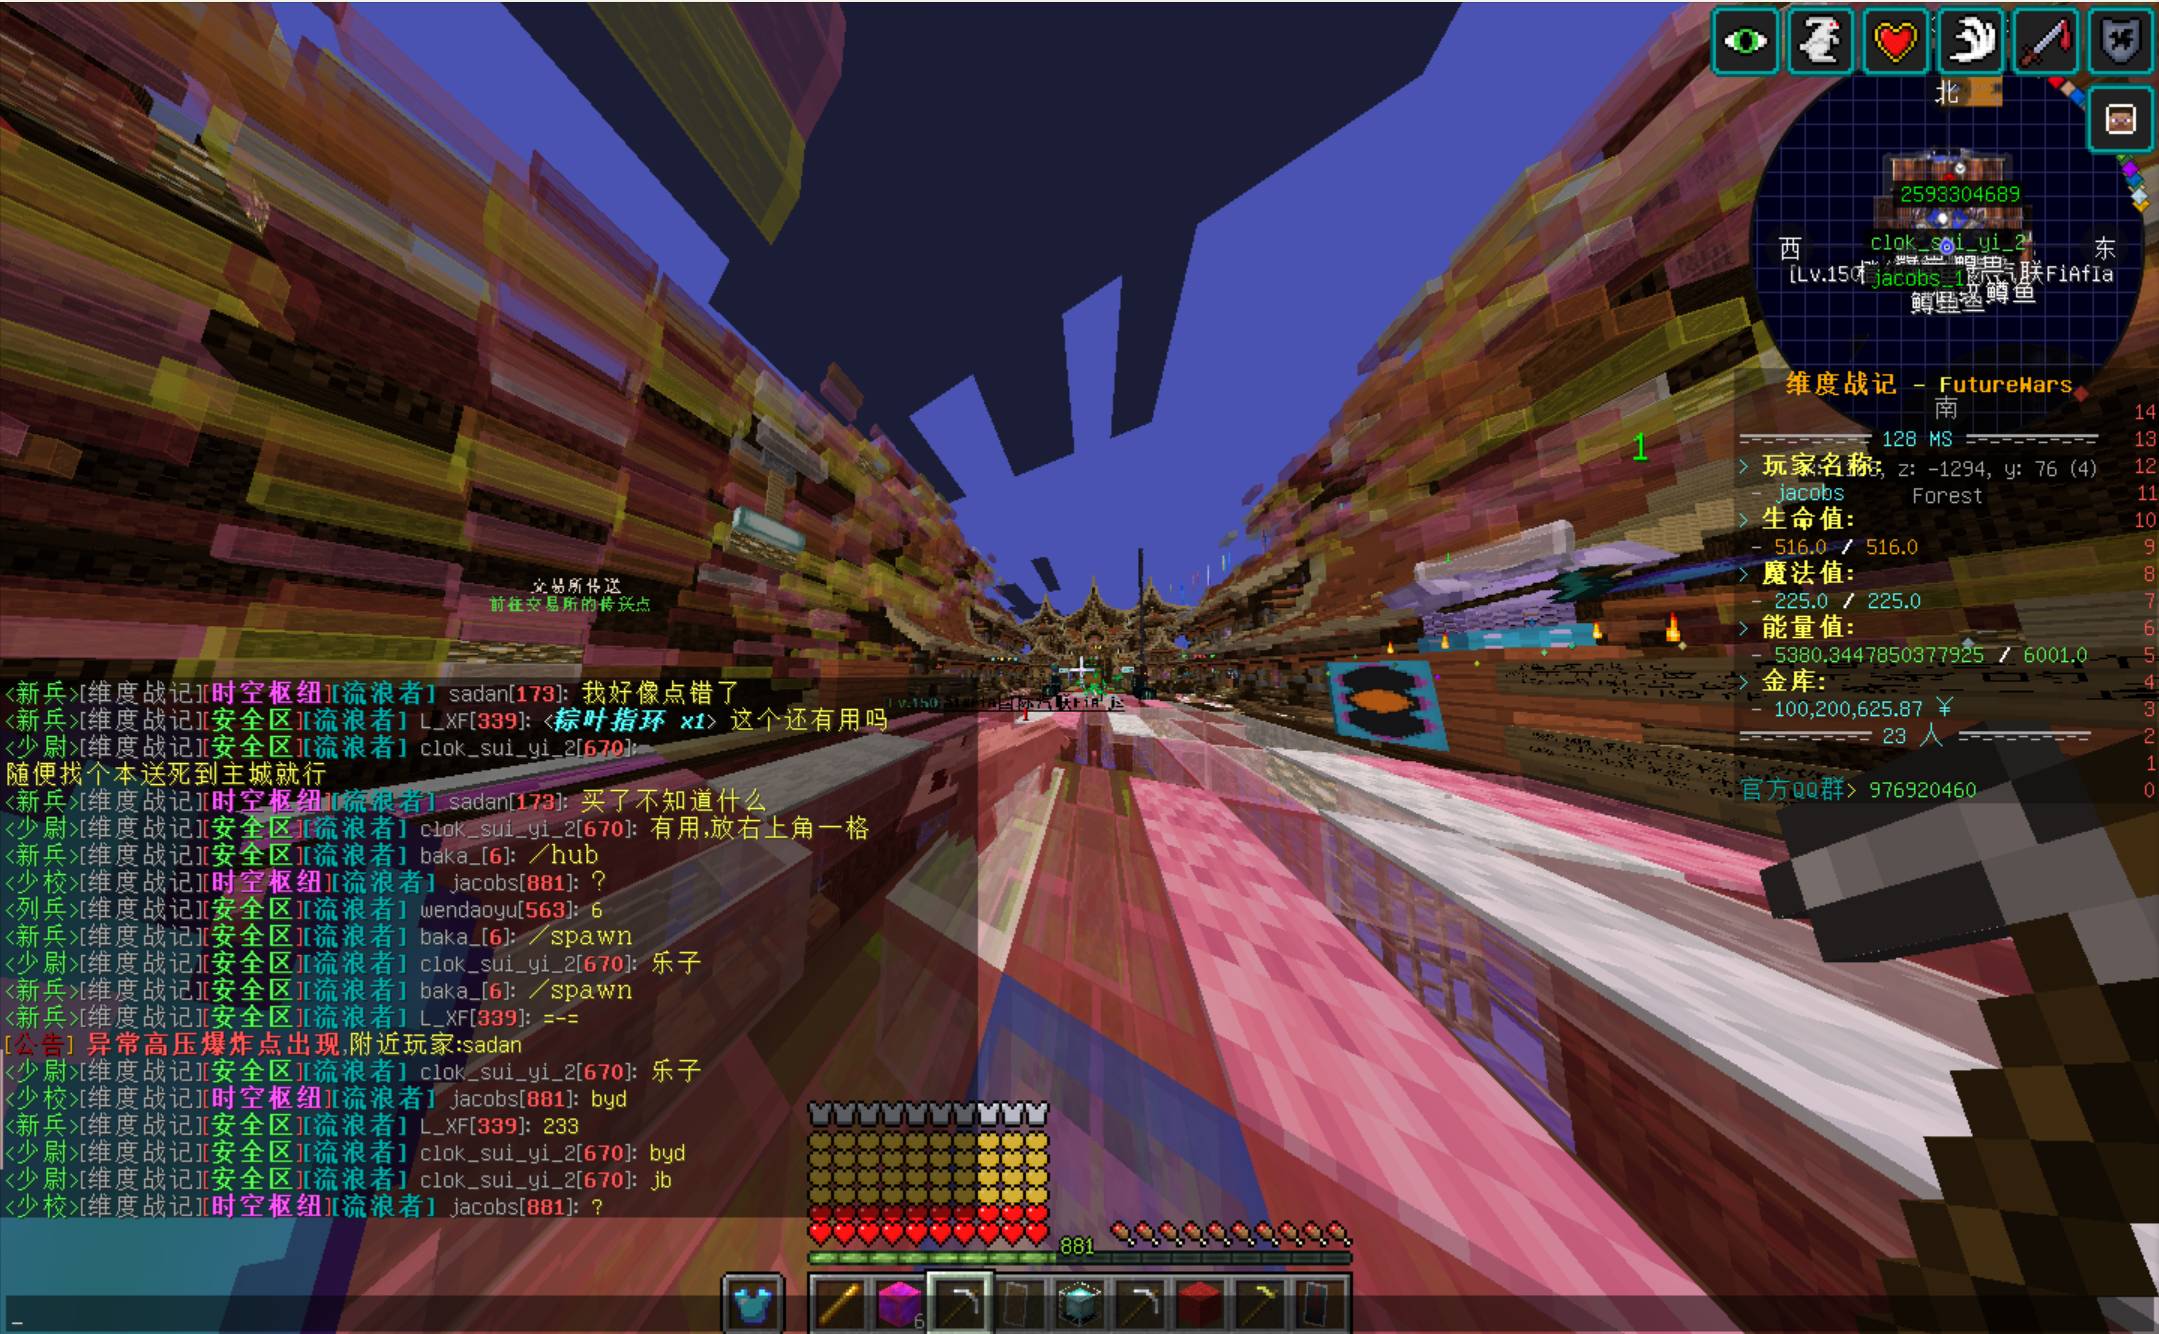 北
2593304689
clok_sui_yi_2
西
东
[Lv.150
jacobs_1
联FiAfIa
鳟鱼
维度战记 - FutureWars
南
14
128 MS
13
> 玩家名称:
z: -1294, y: 76 (4)
12
- jacobs
Forest
11
> 生命值:
10
- 516.0 / 516.0
9
> 魔法值:
8
- 225.0 / 225.0
7
> 能量值:
6
- 5380.3447850377925 / 6001.0
5
> 金库:
4
- 100,200,625.87 ¥
3
23 人
2
1
官方QQ群> 976920460
0
1
交易所传送
前往交易所的传送点
<新兵>[维度战记][时空枢纽][流浪者] sadan[173]: 我好像点错了
<新兵>[维度战记][安全区][流浪者] L_XF[339]: <粽叶指环 x1> 这个还有用吗
<少尉>[维度战记][安全区][流浪者] clok_sui_yi_2[670]:
随便找个本送死到主城就行
<新兵>[维度战记][时空枢纽][流浪者] sadan[173]: 买了不知道什么
<少尉>[维度战记][安全区][流浪者] clok_sui_yi_2[670]: 有用,放右上角一格
<新兵>[维度战记][安全区][流浪者] baka_[6]: /hub
<少校>[维度战记][时空枢纽][流浪者] jacobs[881]: ?
<列兵>[维度战记][安全区][流浪者] wendaoyu[563]: 6
<新兵>[维度战记][安全区][流浪者] baka_[6]: /spawn
<少尉>[维度战记][安全区][流浪者] clok_sui_yi_2[670]: 乐子
<新兵>[维度战记][安全区][流浪者] baka_[6]: /spawn
<新兵>[维度战记][安全区][流浪者] L_XF[339]: =-=
[公告] 异常高压爆炸点出现,附近玩家:sadan
<少尉>[维度战记][安全区][流浪者] clok_sui_yi_2[670]: 乐子
<少校>[维度战记][时空枢纽][流浪者] jacobs[881]: byd
<新兵>[维度战记][安全区][流浪者] L_XF[339]: 233
<少尉>[维度战记][安全区][流浪者] clok_sui_yi_2[670]: byd
<少尉>[维度战记][安全区][流浪者] clok_sui_yi_2[670]: jb
<少校>[维度战记][时空枢纽][流浪者] jacobs[881]: ?
881
6